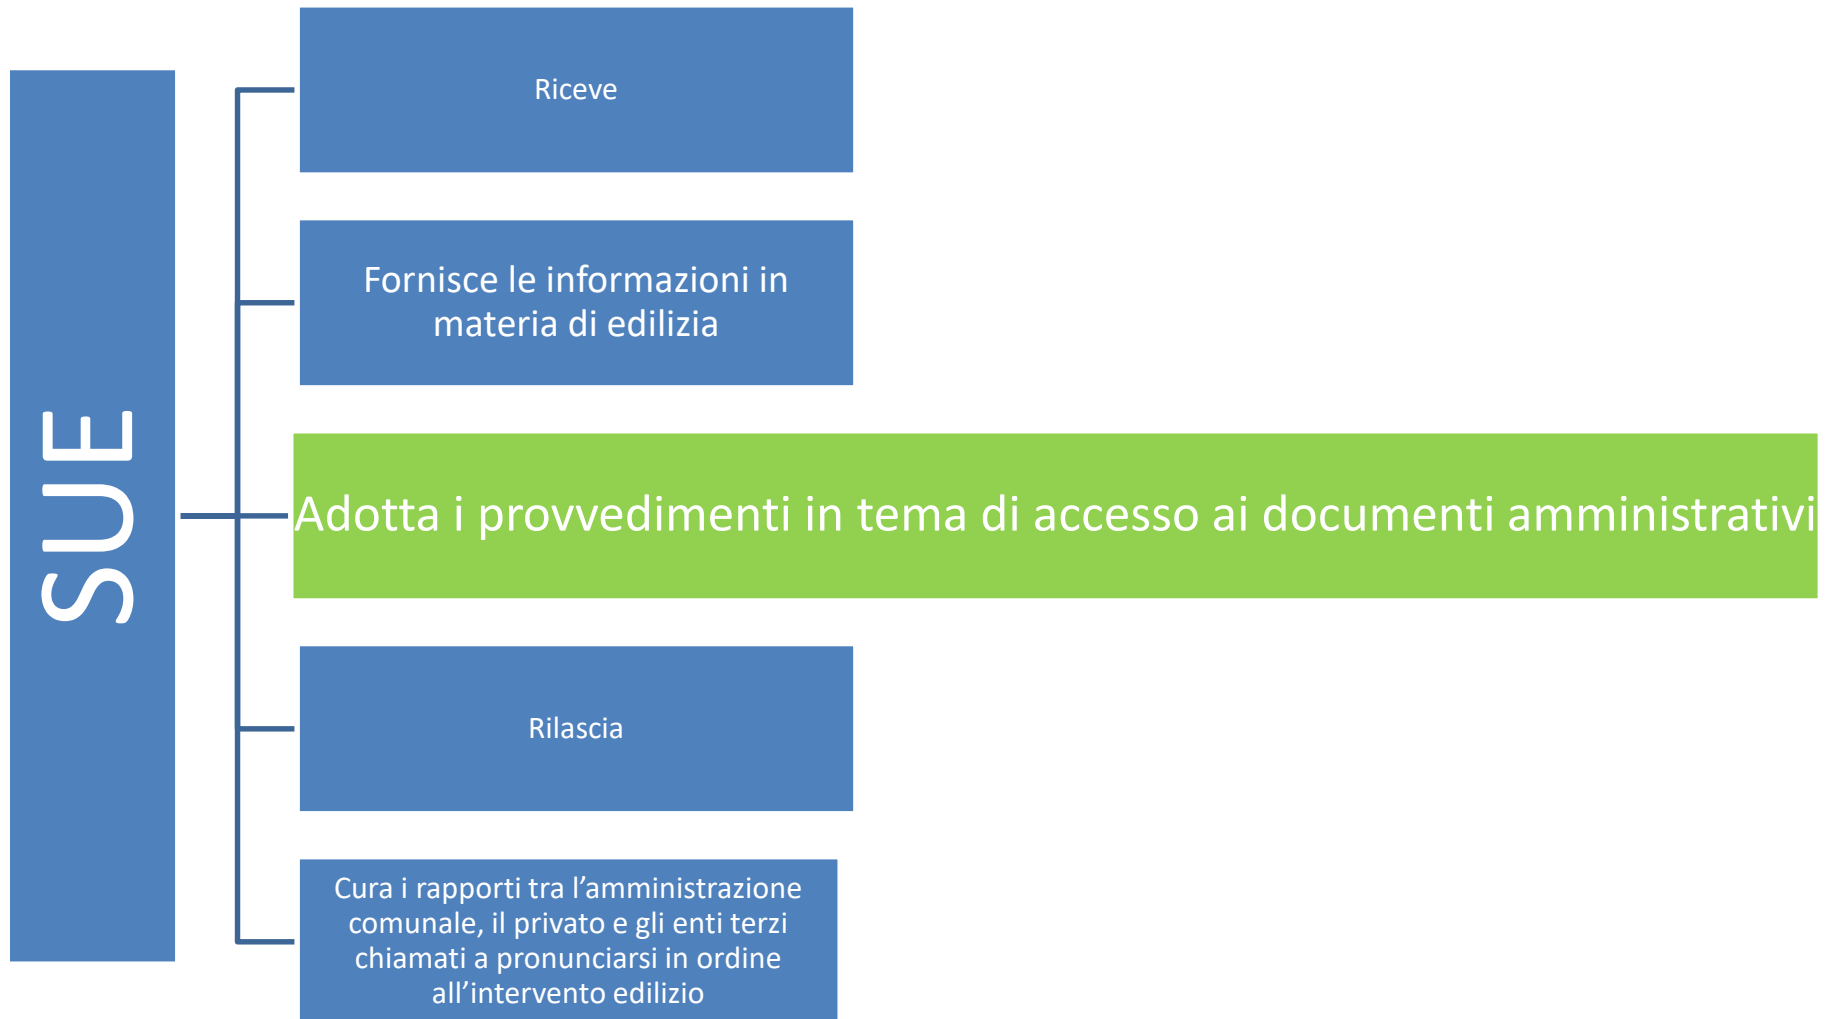 SUE
Riceve
Fornisce le informazioni in
materia di edilizia
Adotta i provvedimenti in tema di accesso ai documenti amministrativi
Rilascia
Cura i rapporti tra l’amministrazione
comunale, il privato e gli enti terzi
chiamati a pronunciarsi in ordine
all’intervento edilizio